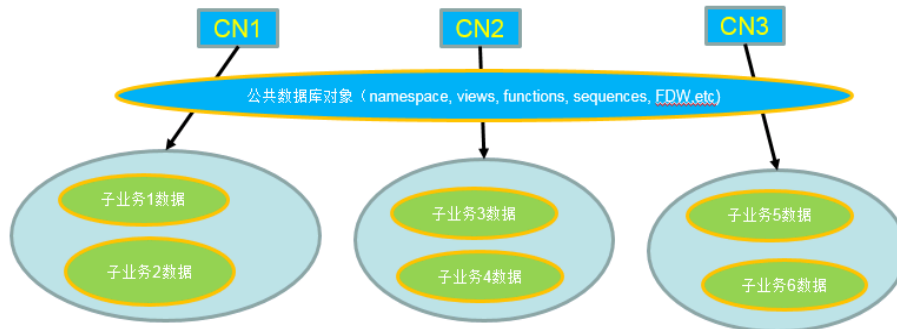 CN1
CN2
CN3
公共数据库对象（namespace, views, functions, sequences, FDW.etc)
子业务1数据
子业务3数据
子业务5数据
子业务2数据
子业务4数据
子业务6数据